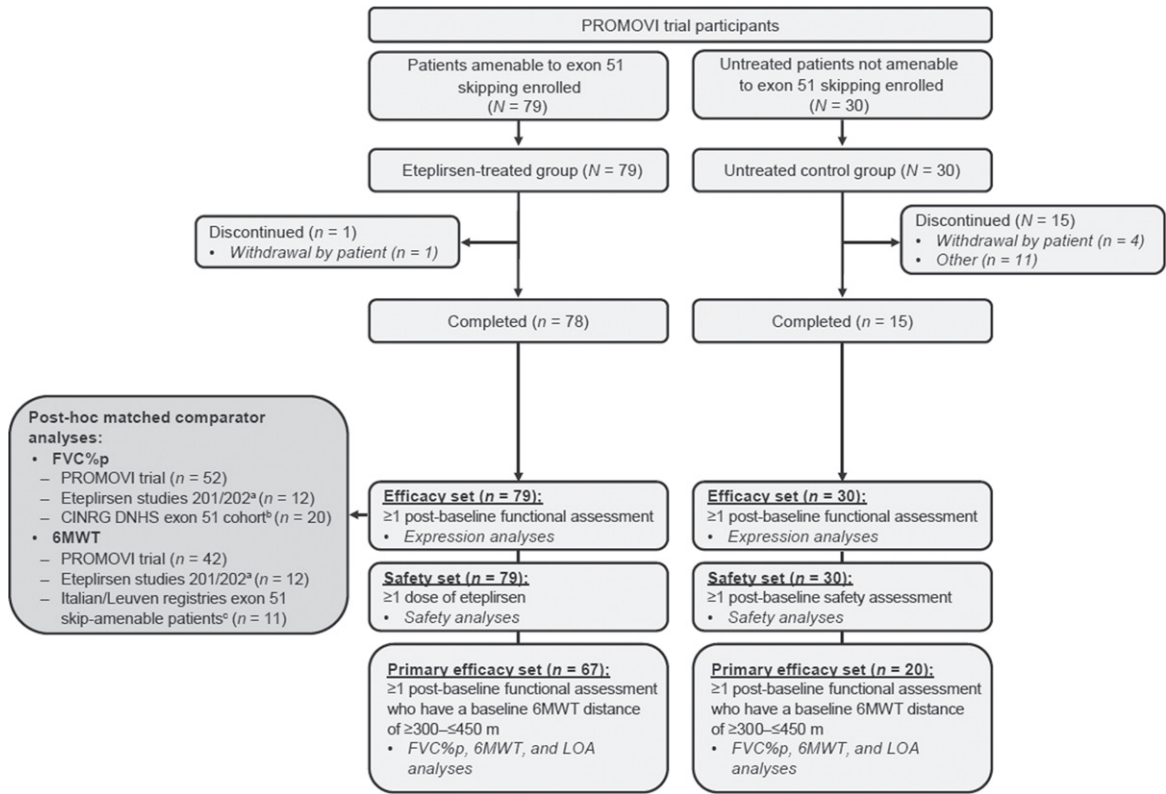 PROMOVI trial participants
Patients amenable to exon 51
skipping enrolled
(N = 79)
Untreated patients not amenable
to exon 51 skipping enrolled
(N = 30)
Eteplirsen-treated group (N = 79)
Untreated control group (N = 30)
Discontinued (n = 1)
• Withdrawal by patient (n = 1)
Discontinued (N = 15)
• Withdrawal by patient (n = 4)
• Other (n = 11)
Completed (n = 78)
Completed (n = 15)
Post-hoc matched comparator
analyses:
• FVC%p
– PROMOVI trial (n = 52)
– Eteplirsen studies 201/202ᵃ (n = 12)
– CINRG DNHS exon 51 cohortᵇ (n = 20)
• 6MWT
– PROMOVI trial (n = 42)
– Eteplirsen studies 201/202ᵃ (n = 12)
– Italian/Leuven registries exon 51
skip-amenable patientsᶜ (n = 11)
Efficacy set (n = 79):
≥1 post-baseline functional assessment
• Expression analyses
Efficacy set (n = 30):
≥1 post-baseline functional assessment
• Expression analyses
Safety set (n = 79):
≥1 dose of eteplirsen
• Safety analyses
Safety set (n = 30):
≥1 post-baseline safety assessment
• Safety analyses
Primary efficacy set (n = 67):
≥1 post-baseline functional assessment
who have a baseline 6MWT distance
of ≥300–≤450 m
• FVC%p, 6MWT, and LOA
analyses
Primary efficacy set (n = 20):
≥1 post-baseline functional assessment
who have a baseline 6MWT distance
of ≥300–≤450 m
• FVC%p, 6MWT, and LOA
analyses